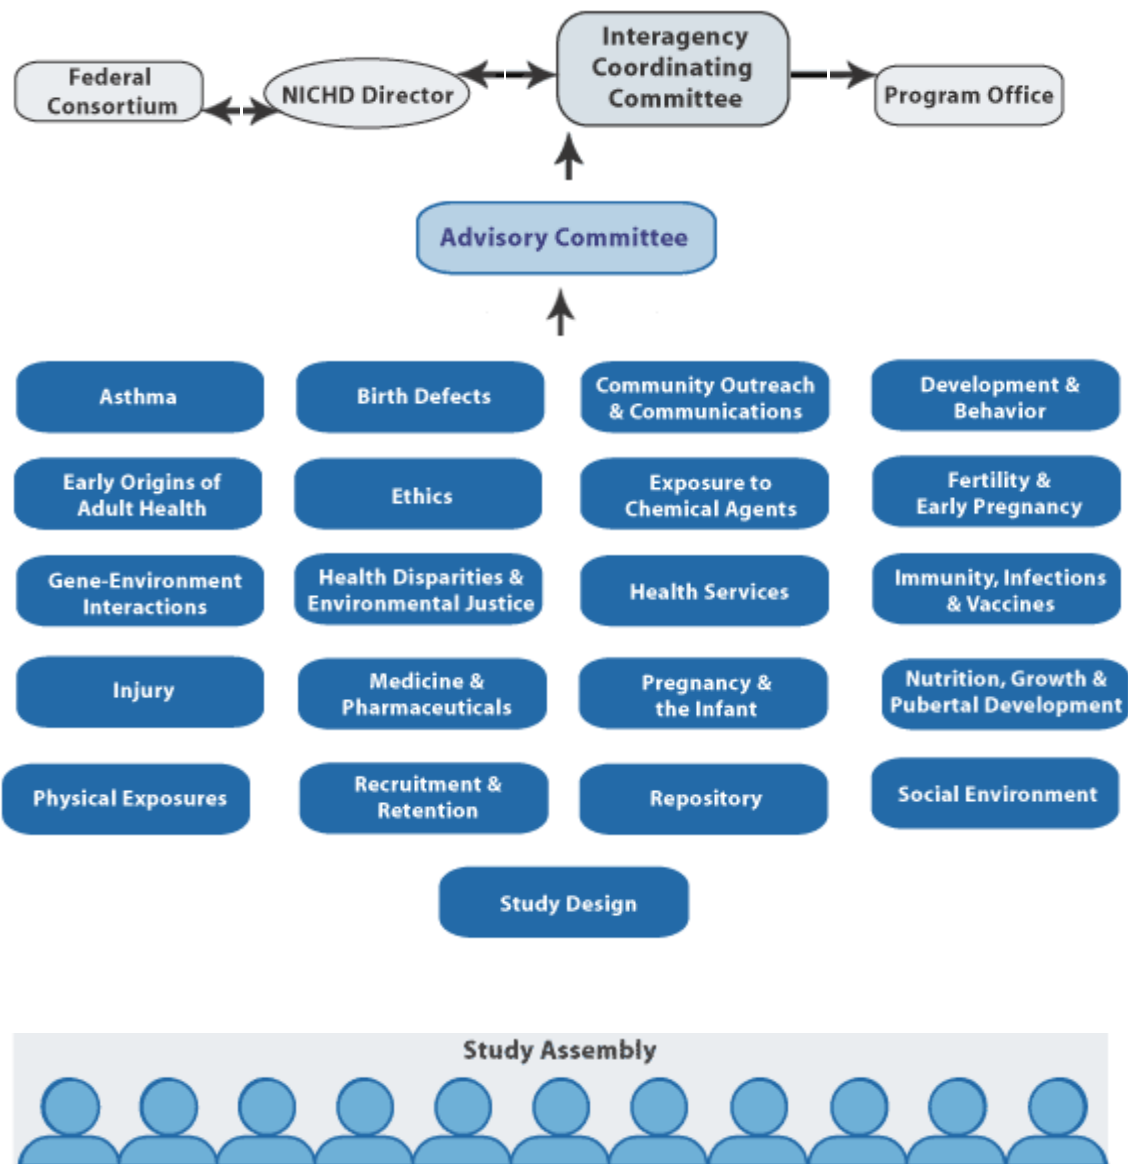 Federal
Consortium
NICHD Director
Interagency
Coordinating
Committee
Program Office
Advisory Committee
Asthma
Birth Defects
Community Outreach
& Communications
Development &
Behavior
Early Origins of
Adult Health
Ethics
Exposure to
Chemical Agents
Fertility &
Early Pregnancy
Gene-Environment
Interactions
Health Disparities &
Environmental Justice
Health Services
Immunity, Infections
& Vaccines
Injury
Medicine &
Pharmaceuticals
Pregnancy &
the Infant
Nutrition, Growth &
Pubertal Development
Physical Exposures
Recruitment &
Retention
Repository
Social Environment
Study Design
Study Assembly